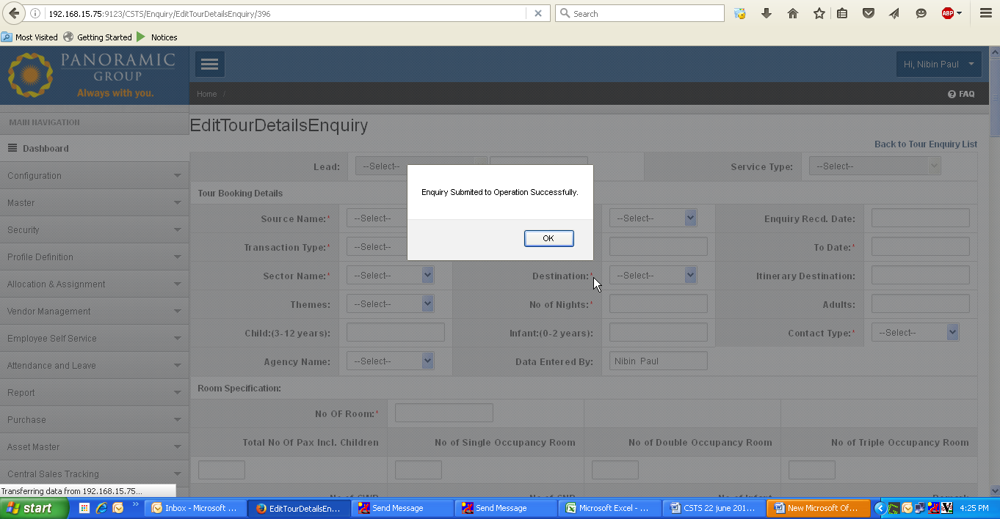 192.168.15.75:9123/CSTS/Enquiry/EditTourDetailsEnquiry/396
Search
ABP
Most Visited Getting Started Notices
PANORAMIC
GROUP
Always with you.
Hi, Nibin Paul
Home /
FAQ
MAIN NAVIGATION
EditTourDetailsEnquiry
Dashboard
Back to Tour Enquiry List
Configuration
Lead: --Select-- Service Type: --Select--
Enquiry Submited to Operation Successfully.
OK
Tour Booking Details
Master
Source Name:* --Select-- --Select-- Enquiry Recd. Date:
Security
Transaction Type:* --Select-- To Date:*
Profile Definition
Sector Name:* --Select-- Destination:* --Select-- Itinerary Destination:
Allocation & Assignment
Themes: --Select-- No of Nights:* Adults:
Vendor Management
Child:(3-12 years): Infant:(0-2 years): Contact Type:* --Select--
Employee Self Service
Agency Name: --Select-- Data Entered By: Nibin Paul
Attendance and Leave
Room Specification:
Report
No OF Room:*
Purchase
Total No Of Pax Incl. Children No of Single Occupancy Room No of Double Occupancy Room No of Triple Occupancy Room
Asset Master
Central Sales Tracking
Transferring data from 192.168.15.75...
start
Inbox - Microsoft ... EditTourDetailsEn... Send Message Send Message Microsoft Excel - ... CSTS 22 june 201... New Microsoft Of... 4:25 PM